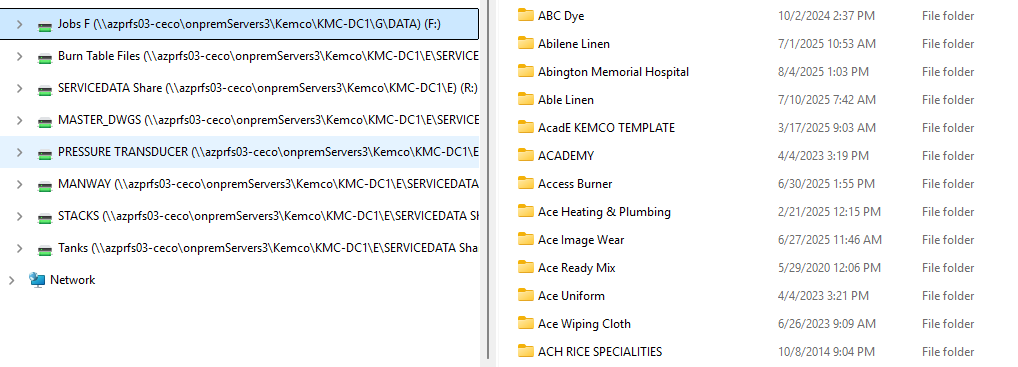 Jobs F (\\azprfs03-ceco\onpremServers3\Kemco\KMC-DC1\G\DATA) (F:)
Burn Table Files (\\azprfs03-ceco\onpremServers3\Kemco\KMC-DC1\E\SERVICE
SERVICEDATA Share (\\azprfs03-ceco\onpremServers3\Kemco\KMC-DC1\E) (R:)
MASTER_DWGS (\\azprfs03-ceco\onpremServers3\Kemco\KMC-DC1\E\SERVICE
PRESSURE TRANSDUCER (\\azprfs03-ceco\onpremServers3\Kemco\KMC-DC1\E
MANWAY (\\azprfs03-ceco\onpremServers3\Kemco\KMC-DC1\E\SERVICEDATA
STACKS (\\azprfs03-ceco\onpremServers3\Kemco\KMC-DC1\E\SERVICEDATA SH
Tanks (\\azprfs03-ceco\onpremServers3\Kemco\KMC-DC1\E\SERVICEDATA Sha
Network
ABC Dye 10/2/2024 2:37 PM File folder
Abilene Linen 7/1/2025 10:53 AM File folder
Abington Memorial Hospital 8/4/2025 1:03 PM File folder
Able Linen 7/10/2025 7:42 AM File folder
AcadE KEMCO TEMPLATE 3/17/2025 9:03 AM File folder
ACADEMY 4/4/2023 3:19 PM File folder
Access Burner 6/30/2025 1:55 PM File folder
Ace Heating & Plumbing 2/21/2025 12:15 PM File folder
Ace Image Wear 6/27/2025 11:46 AM File folder
Ace Ready Mix 5/29/2020 12:06 PM File folder
Ace Uniform 4/4/2023 3:21 PM File folder
Ace Wiping Cloth 6/26/2023 9:09 AM File folder
ACH RICE SPECIALITIES 10/8/2014 9:04 PM File folder